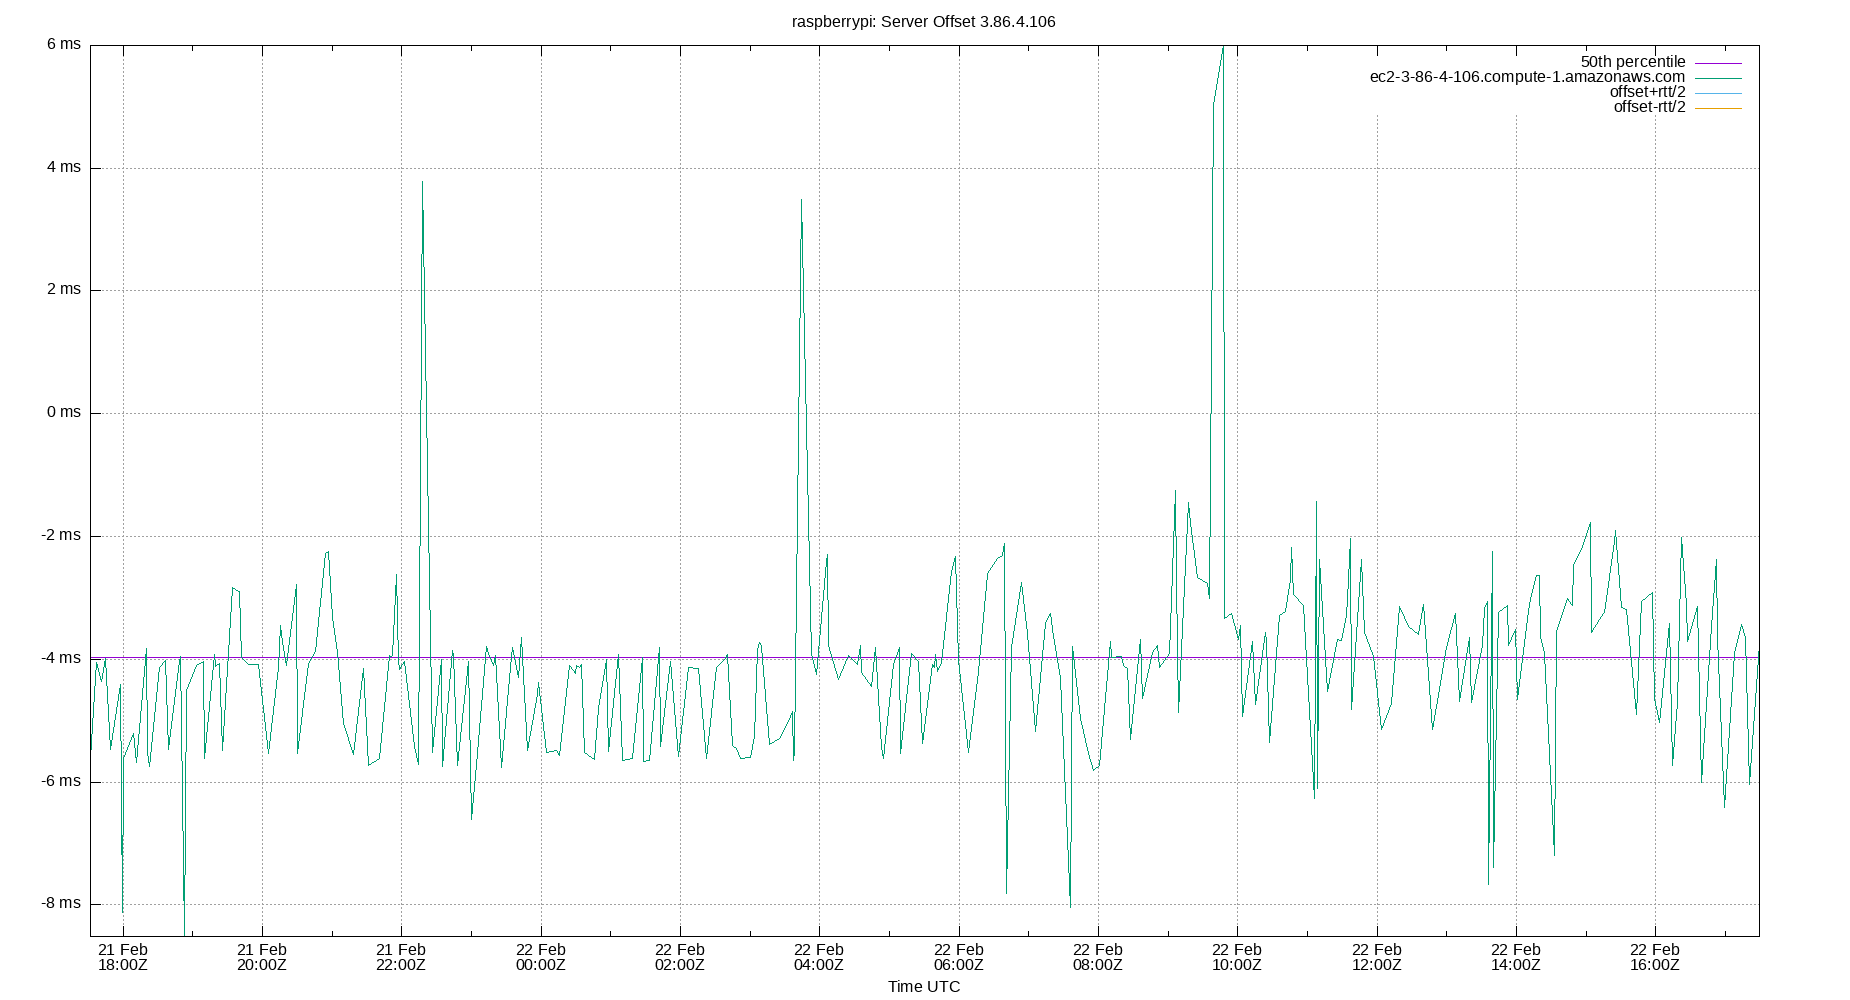 raspberrypi: Server Offset 3.86.4.106
6 ms
4 ms
2 ms
0 ms
-2 ms
-4 ms
-6 ms
-8 ms
50th percentile
ec2-3-86-4-106.compute-1.amazonaws.com
offset+rtt/2
offset-rtt/2
21 Feb
18:00Z
21 Feb
20:00Z
21 Feb
22:00Z
22 Feb
00:00Z
22 Feb
02:00Z
22 Feb
04:00Z
22 Feb
06:00Z
22 Feb
08:00Z
22 Feb
10:00Z
22 Feb
12:00Z
22 Feb
14:00Z
22 Feb
16:00Z
Time UTC